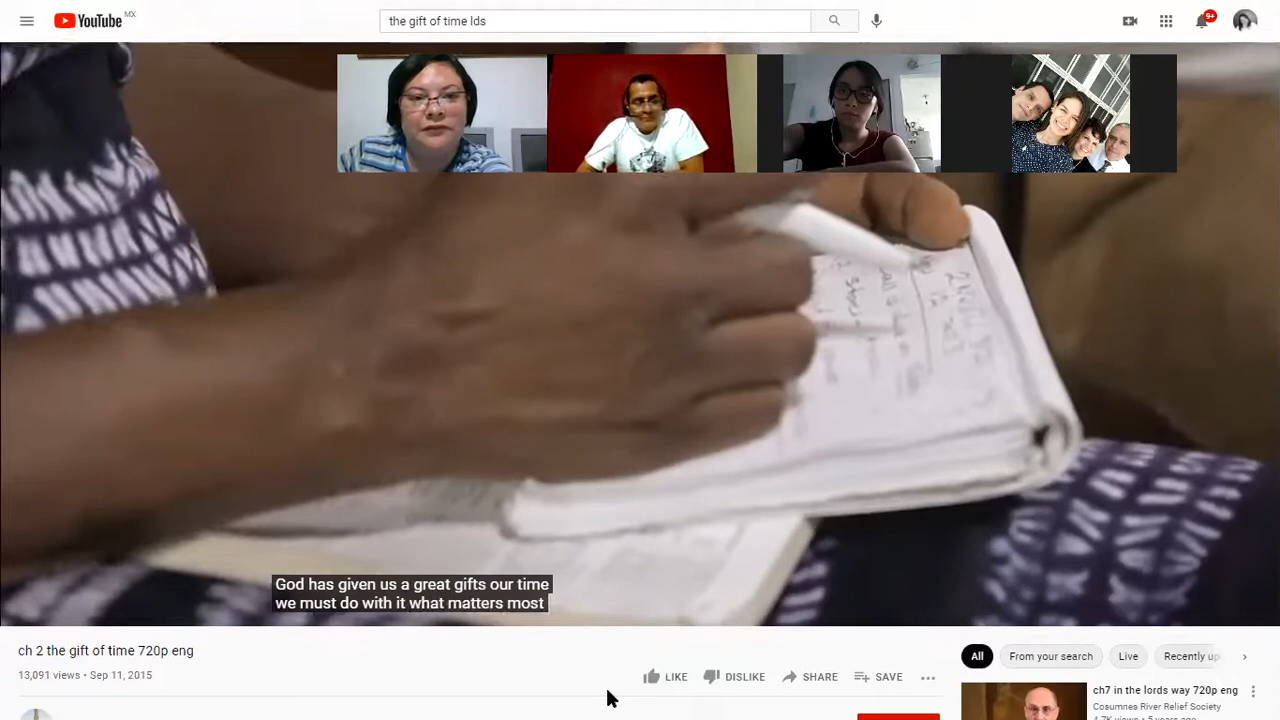 YouTube MX
the gift of time lds
9+
God has given us a great gifts our time
we must do with it what matters most
ch 2 the gift of time 720p eng
13,091 views • Sep 11, 2015
LIKE
DISLIKE
SHARE
SAVE
All
From your search
Live
Recently up
ch7 in the lords way 720p eng
Cosumnes River Relief Society